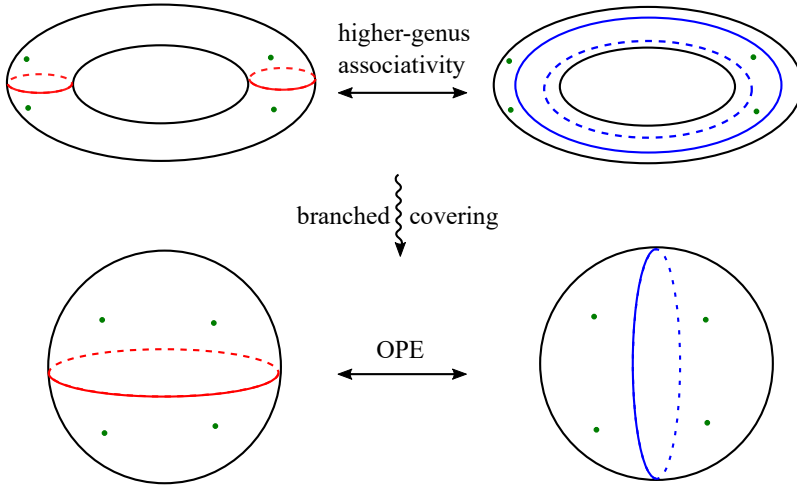 higher-genus
associativity
branched covering
OPE